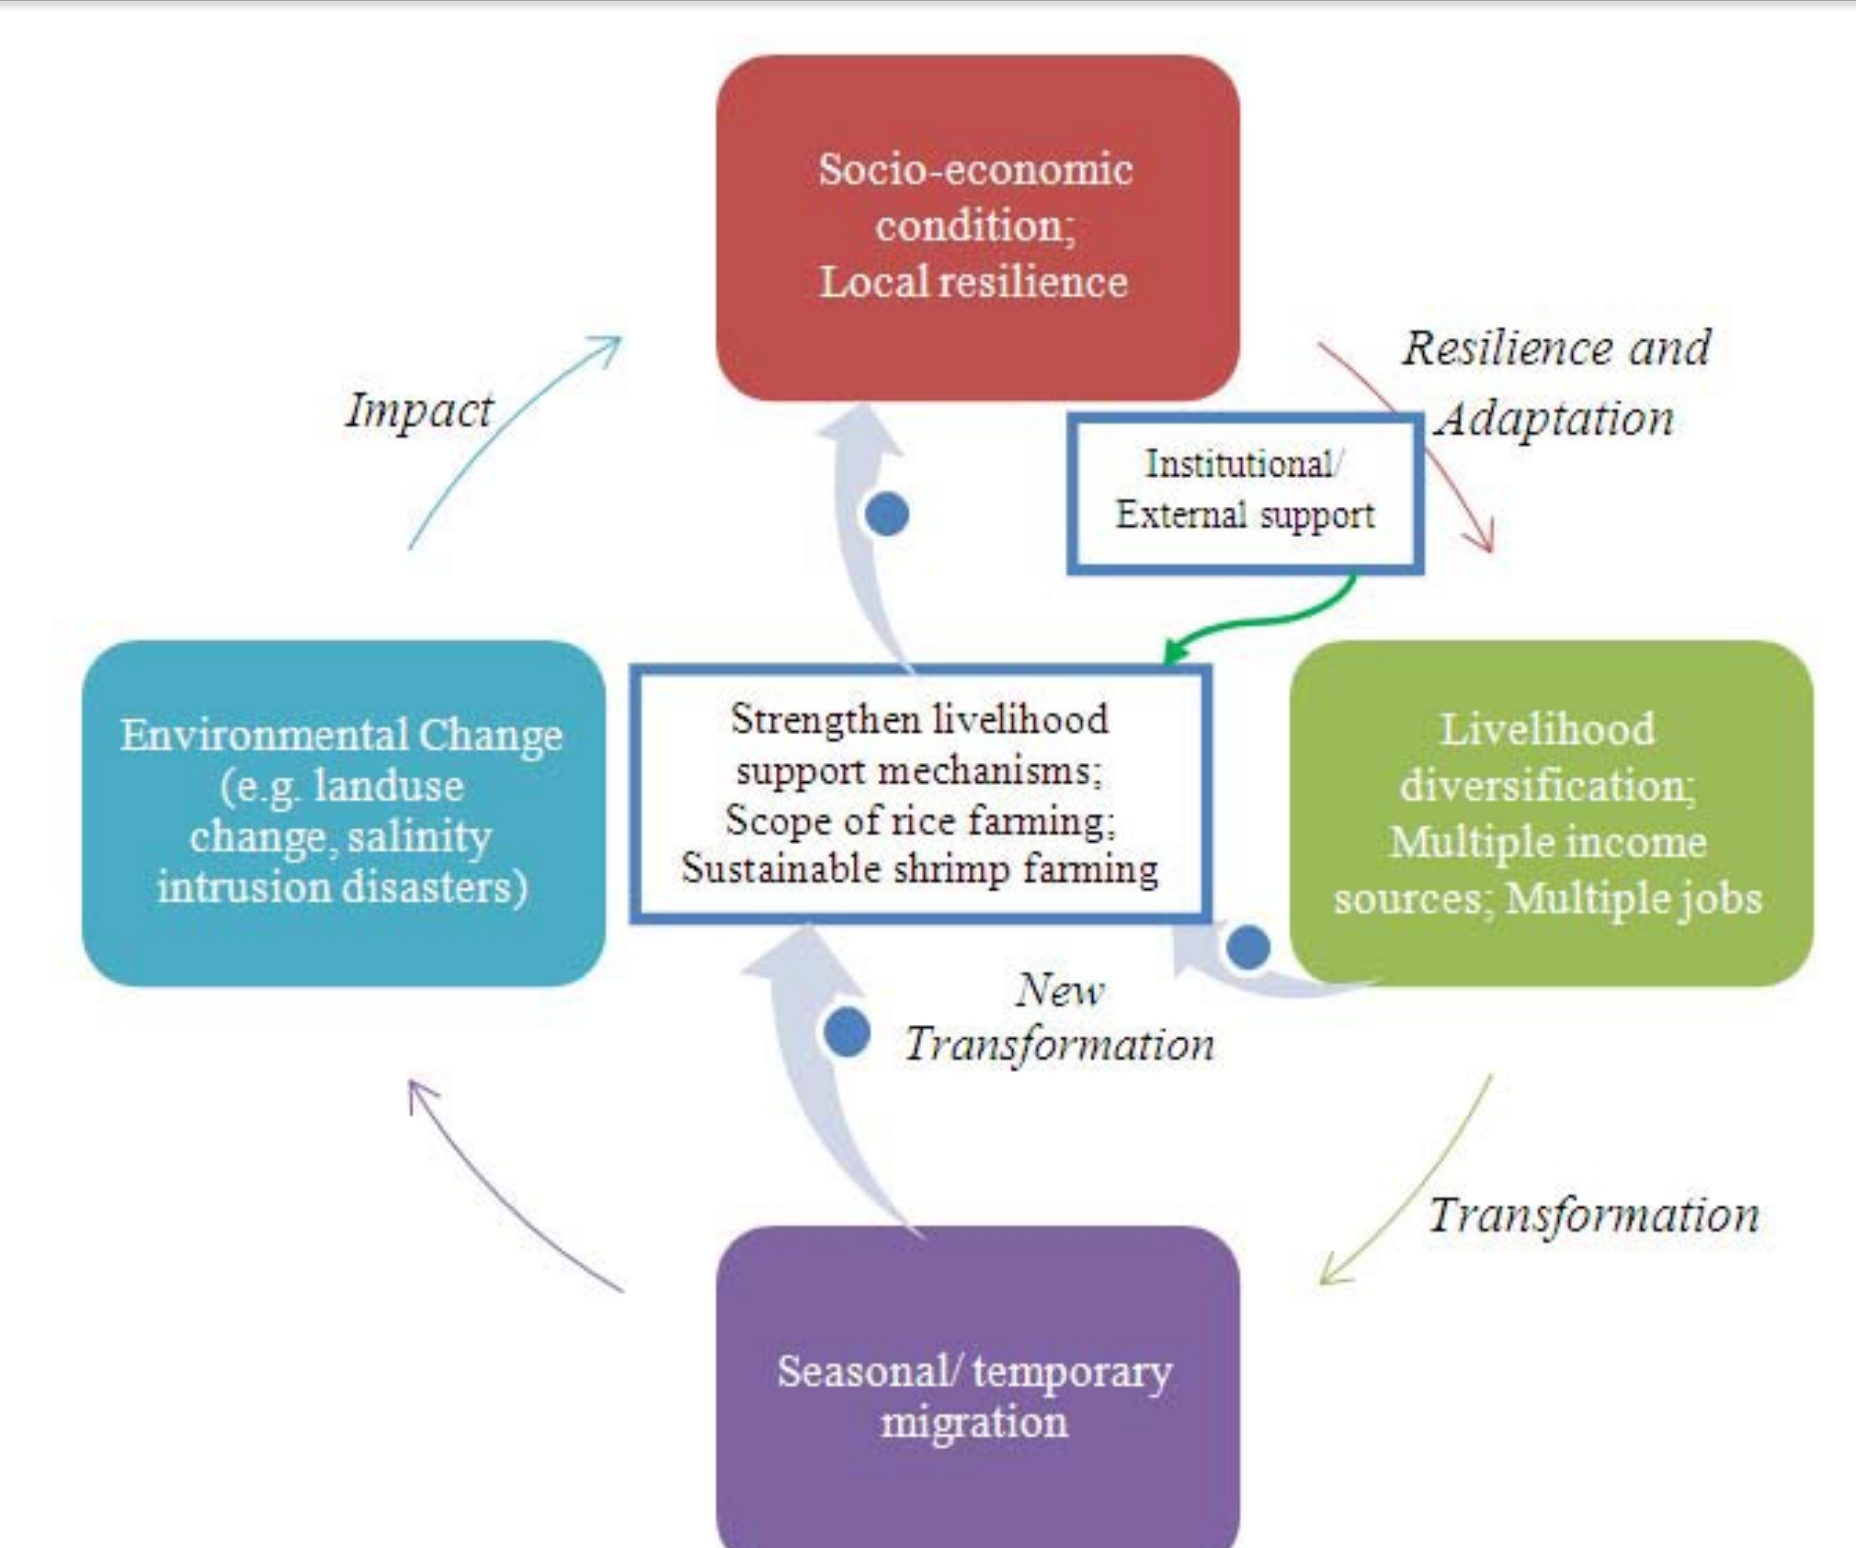 Socio-economic
condition;
Local resilience
Impact
Resilience and
Adaptation
Institutional/
External support
Environmental Change
(e.g. landuse
change, salinity
intrusion disasters)
Strengthen livelihood
support mechanisms;
Scope of rice farming;
Sustainable shrimp farming
Livelihood
diversification;
Multiple income
sources; Multiple jobs
New
Transformation
Transformation
Seasonal/ temporary
migration